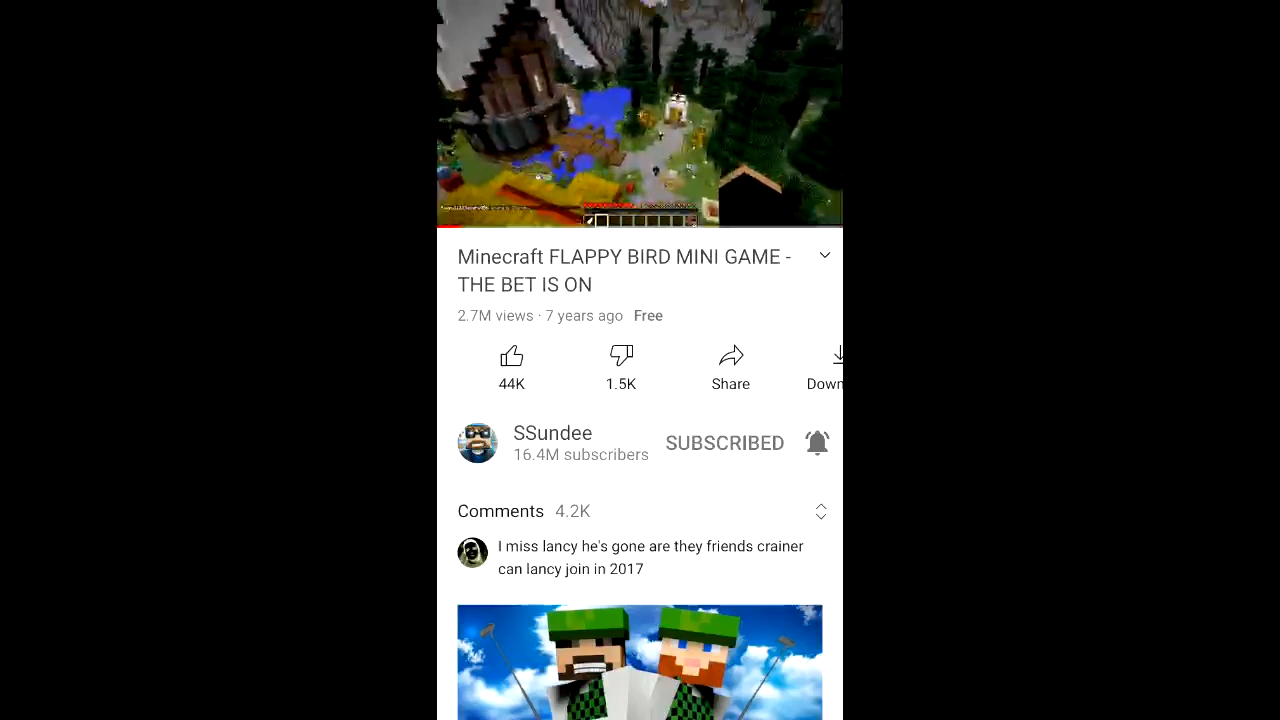 Minecraft FLAPPY BIRD MINI GAME -
THE BET IS ON
2.7M views · 7 years ago Free
44K
1.5K
Share
Down
SSundee
16.4M subscribers
SUBSCRIBED
Comments 4.2K
I miss lancy he's gone are they friends crainer
can lancy join in 2017